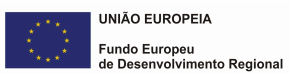 UNIÃO EUROPEIA
Fundo Europeu
de Desenvolvimento Regional